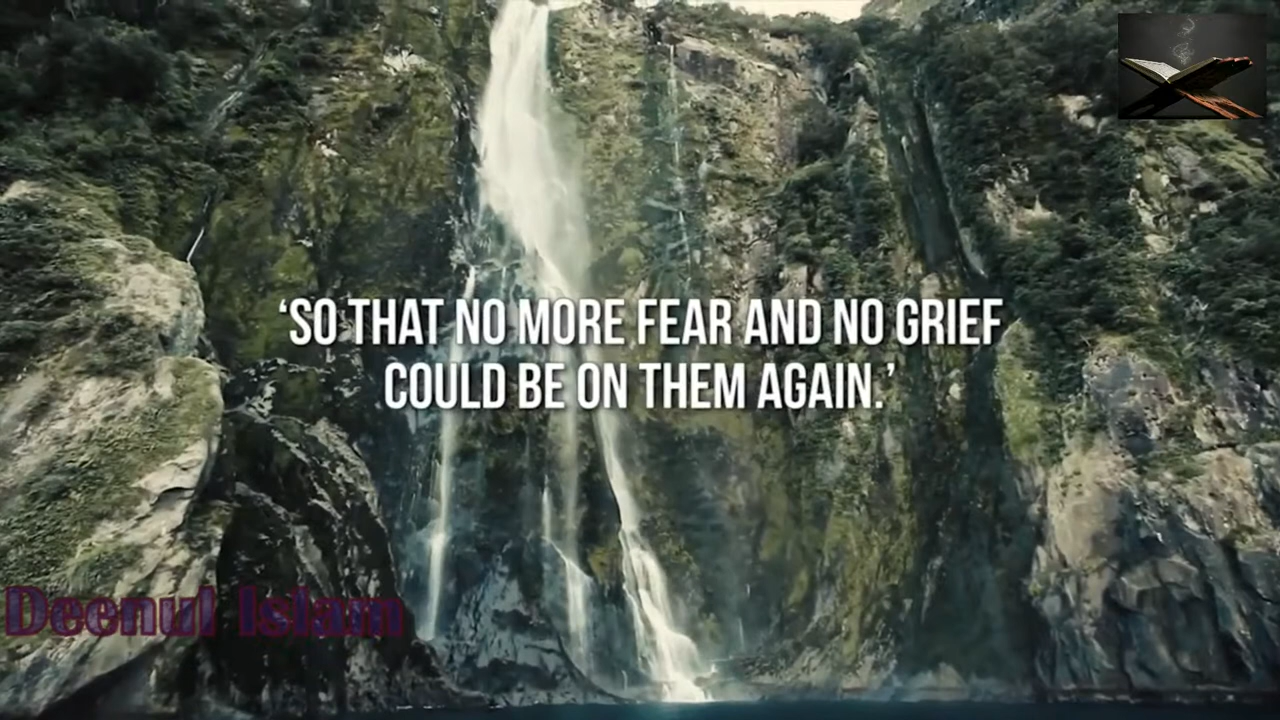 ‘SO THAT NO MORE FEAR AND NO GRIEF
COULD BE ON THEM AGAIN.’
Deenul Islam